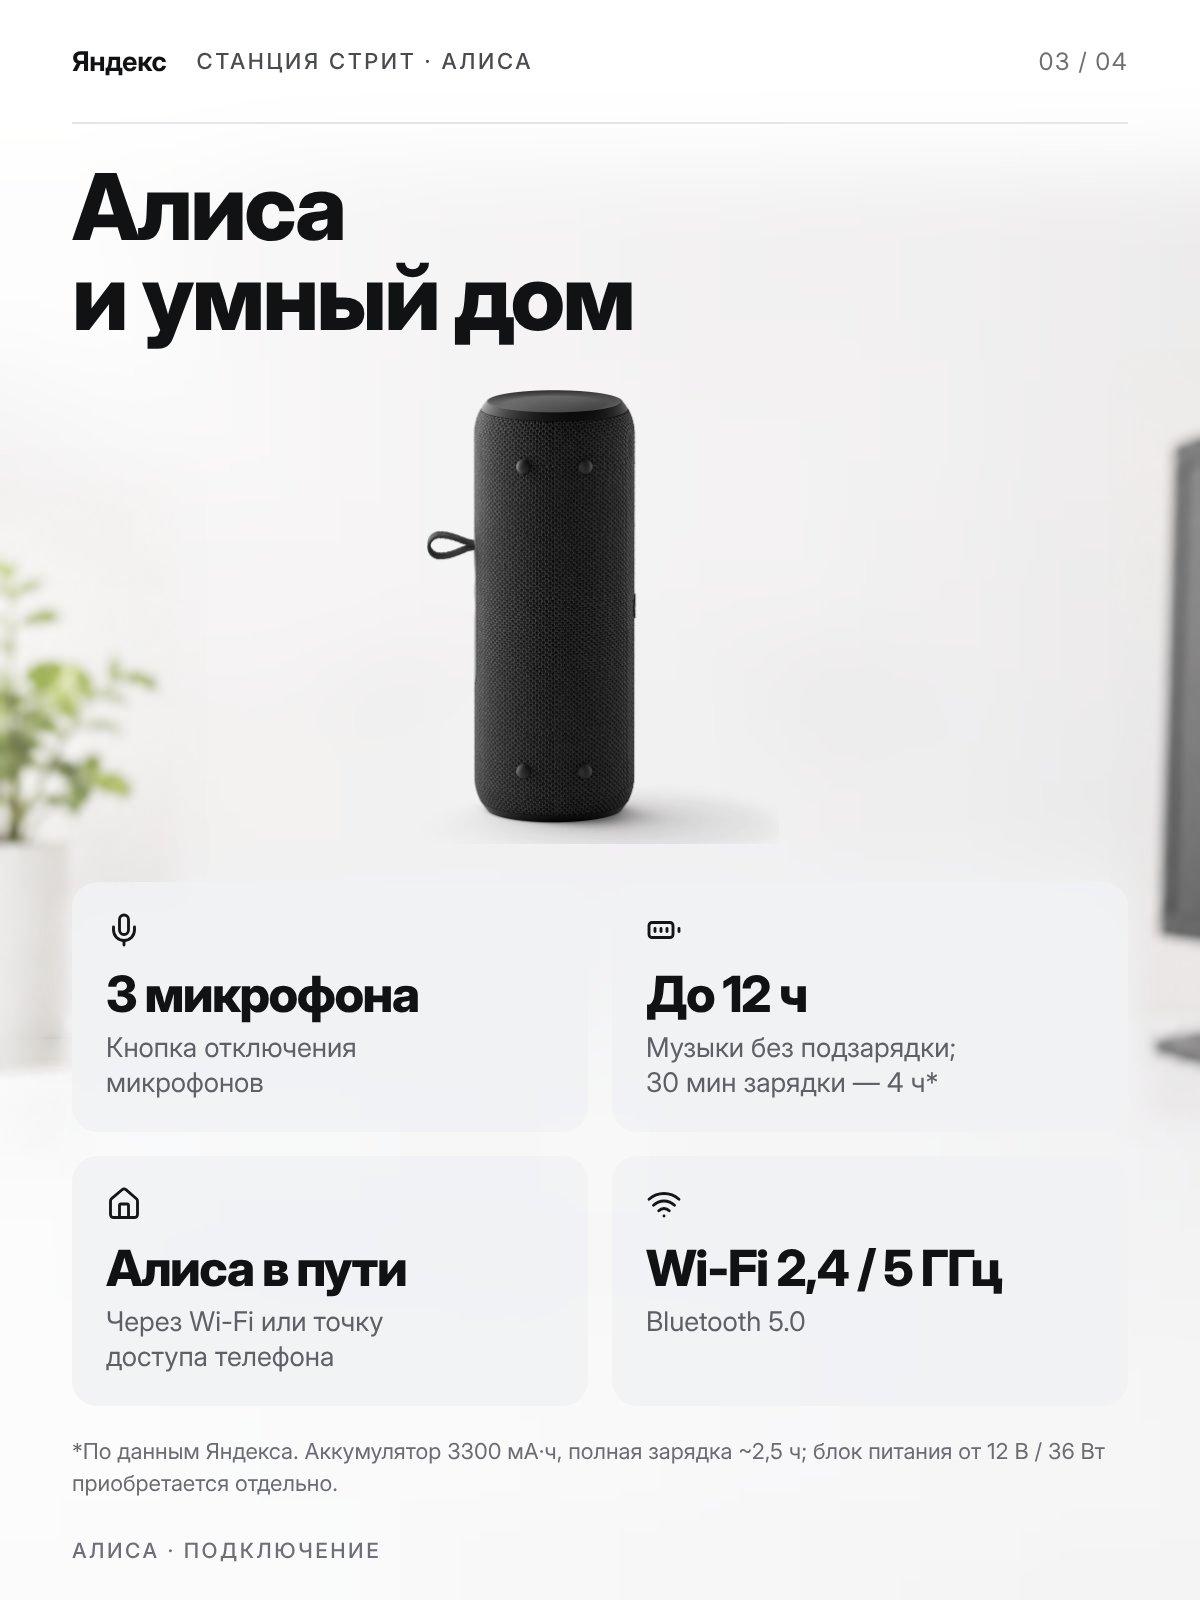 Яндекс СТАНЦИЯ СТРИТ · АЛИСА 03 / 04
Алиса
и умный дом
3 микрофона
Кнопка отключения
микрофонов
До 12 ч
Музыки без подзарядки;
30 мин зарядки — 4 ч*
Алиса в пути
Через Wi-Fi или точку
доступа телефона
Wi-Fi 2,4 / 5 ГГц
Bluetooth 5.0
*По данным Яндекса. Аккумулятор 3300 мА·ч, полная зарядка ~2,5 ч; блок питания от 12 В / 36 Вт
приобретается отдельно.
АЛИСА · ПОДКЛЮЧЕНИЕ